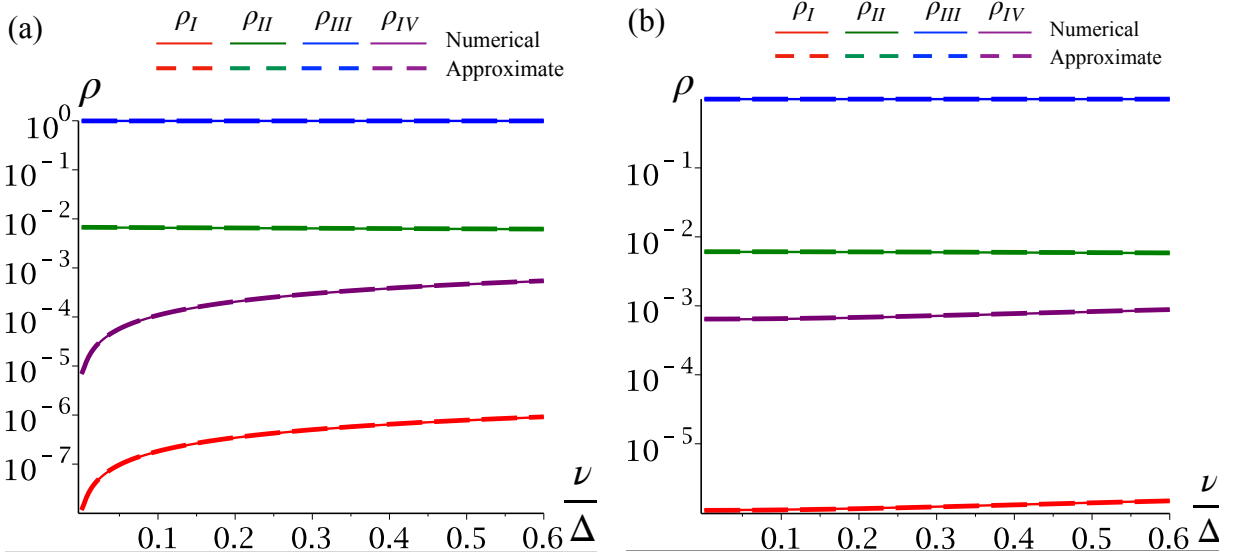 (a)
ρ_I ρ_II ρ_III ρ_IV
Numerical
Approximate
ρ
10^0
10^−1
10^−2
10^−3
10^−4
10^−5
10^−6
10^−7
0.1 0.2 0.3 0.4 0.5 0.6
ν
Δ
(b)
ρ_I ρ_II ρ_III ρ_IV
Numerical
Approximate
ρ
10^−1
10^−2
10^−3
10^−4
10^−5
0.1 0.2 0.3 0.4 0.5 0.6
ν
Δ